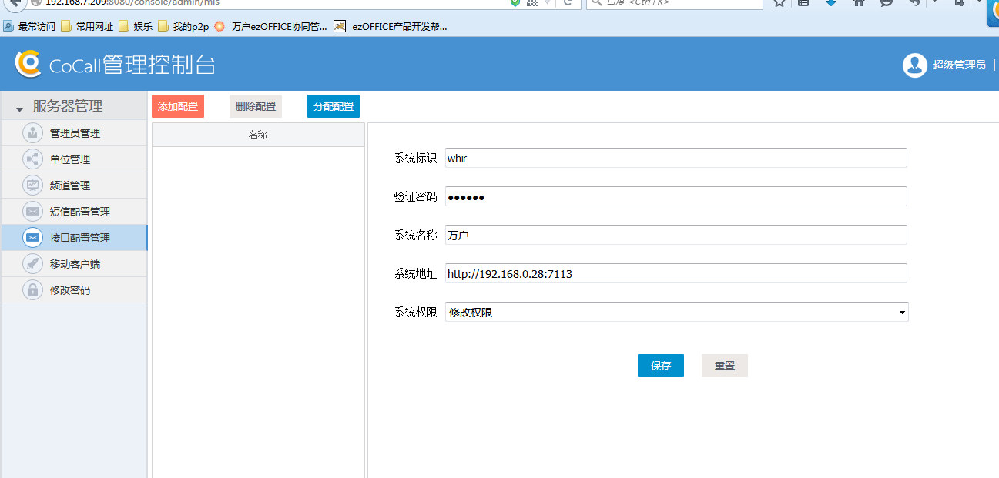 192.168.7.209:8080/console/admin/mis
百度 <Ctrl+K>
最常访问 常用网址 娱乐 我的p2p 万户ezOFFICE协同管... ezOFFICE产品开发帮...
CoCall管理控制台
超级管理员 |
服务器管理
添加配置 删除配置 分配配置
管理员管理
单位管理
频道管理
短信配置管理
接口配置管理
移动客户端
修改密码
名称
系统标识 whir
验证密码 ●●●●●●
系统名称 万户
系统地址 http://192.168.0.28:7113
系统权限 修改权限
保存 重置